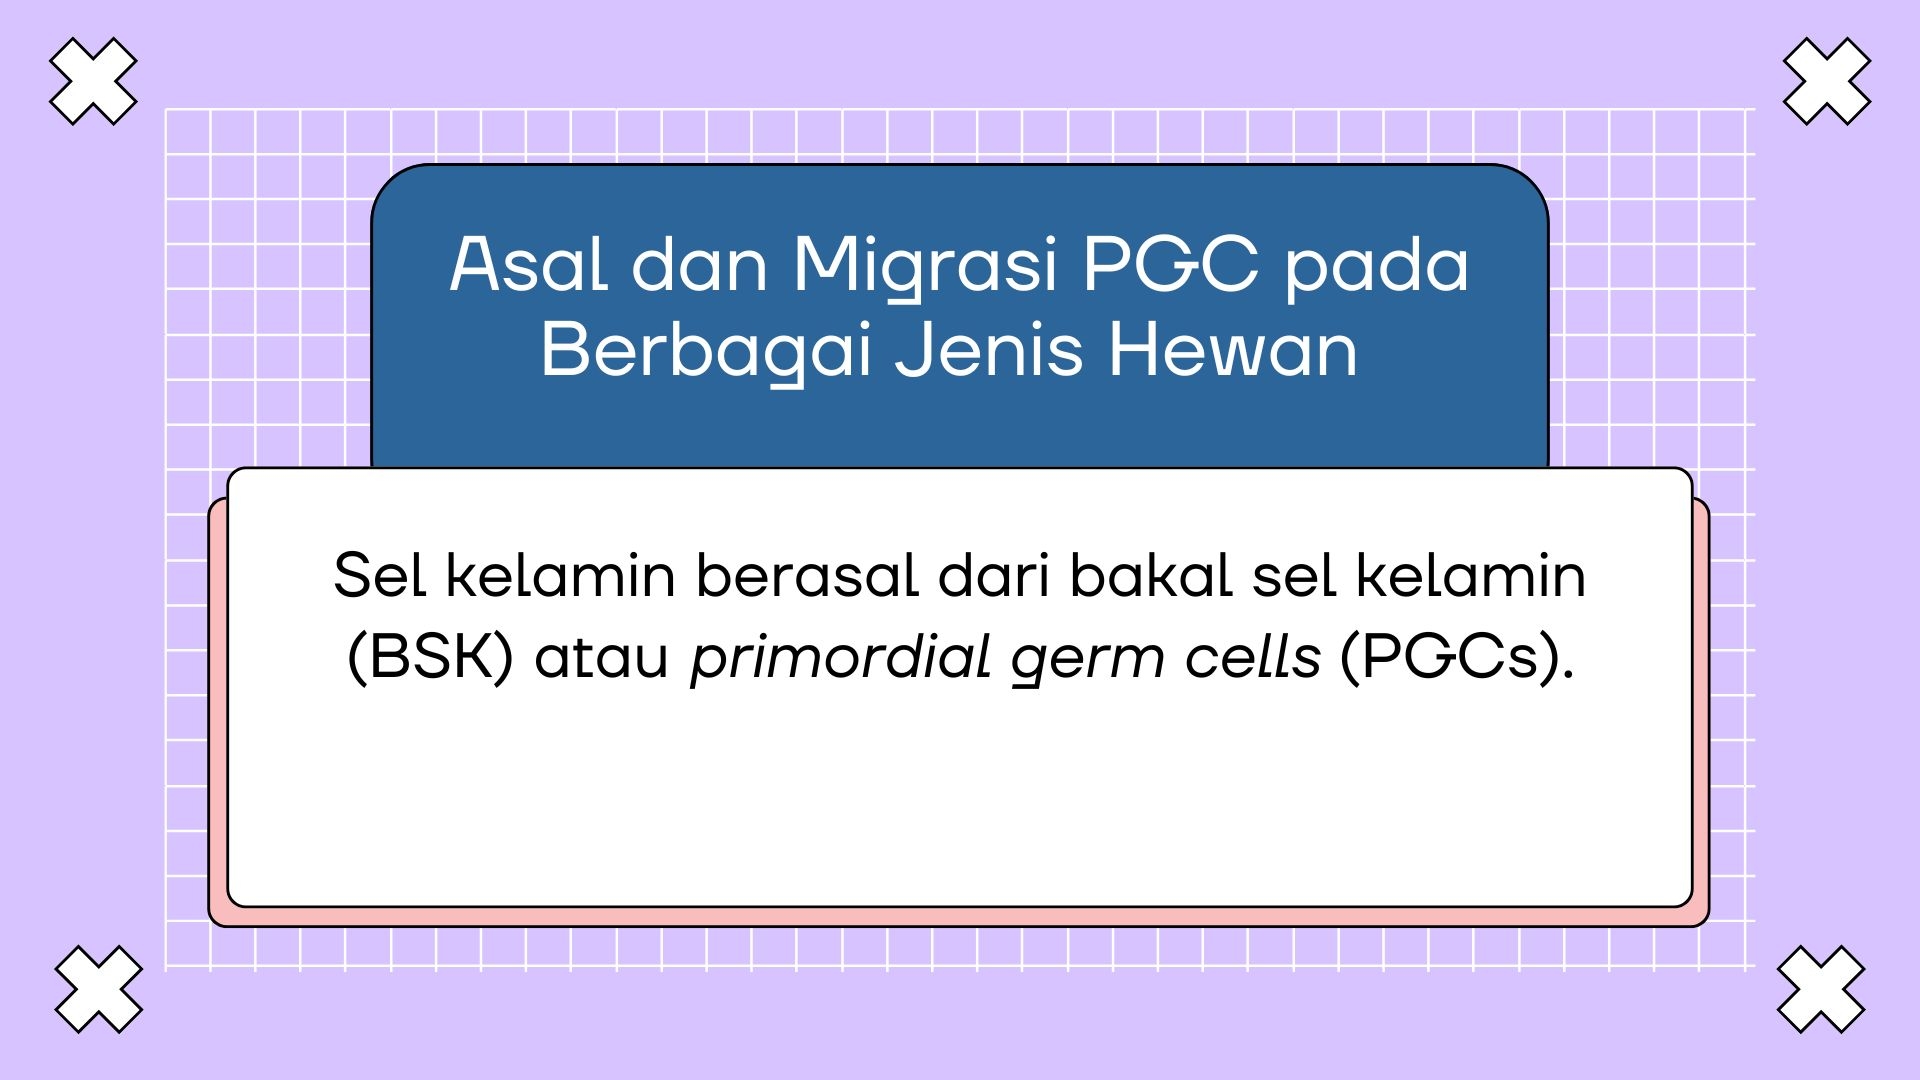 Asal dan Migrasi PGC pada
Berbagai Jenis Hewan
Sel kelamin berasal dari bakal sel kelamin
(BSK) atau primordial germ cells (PGCs).